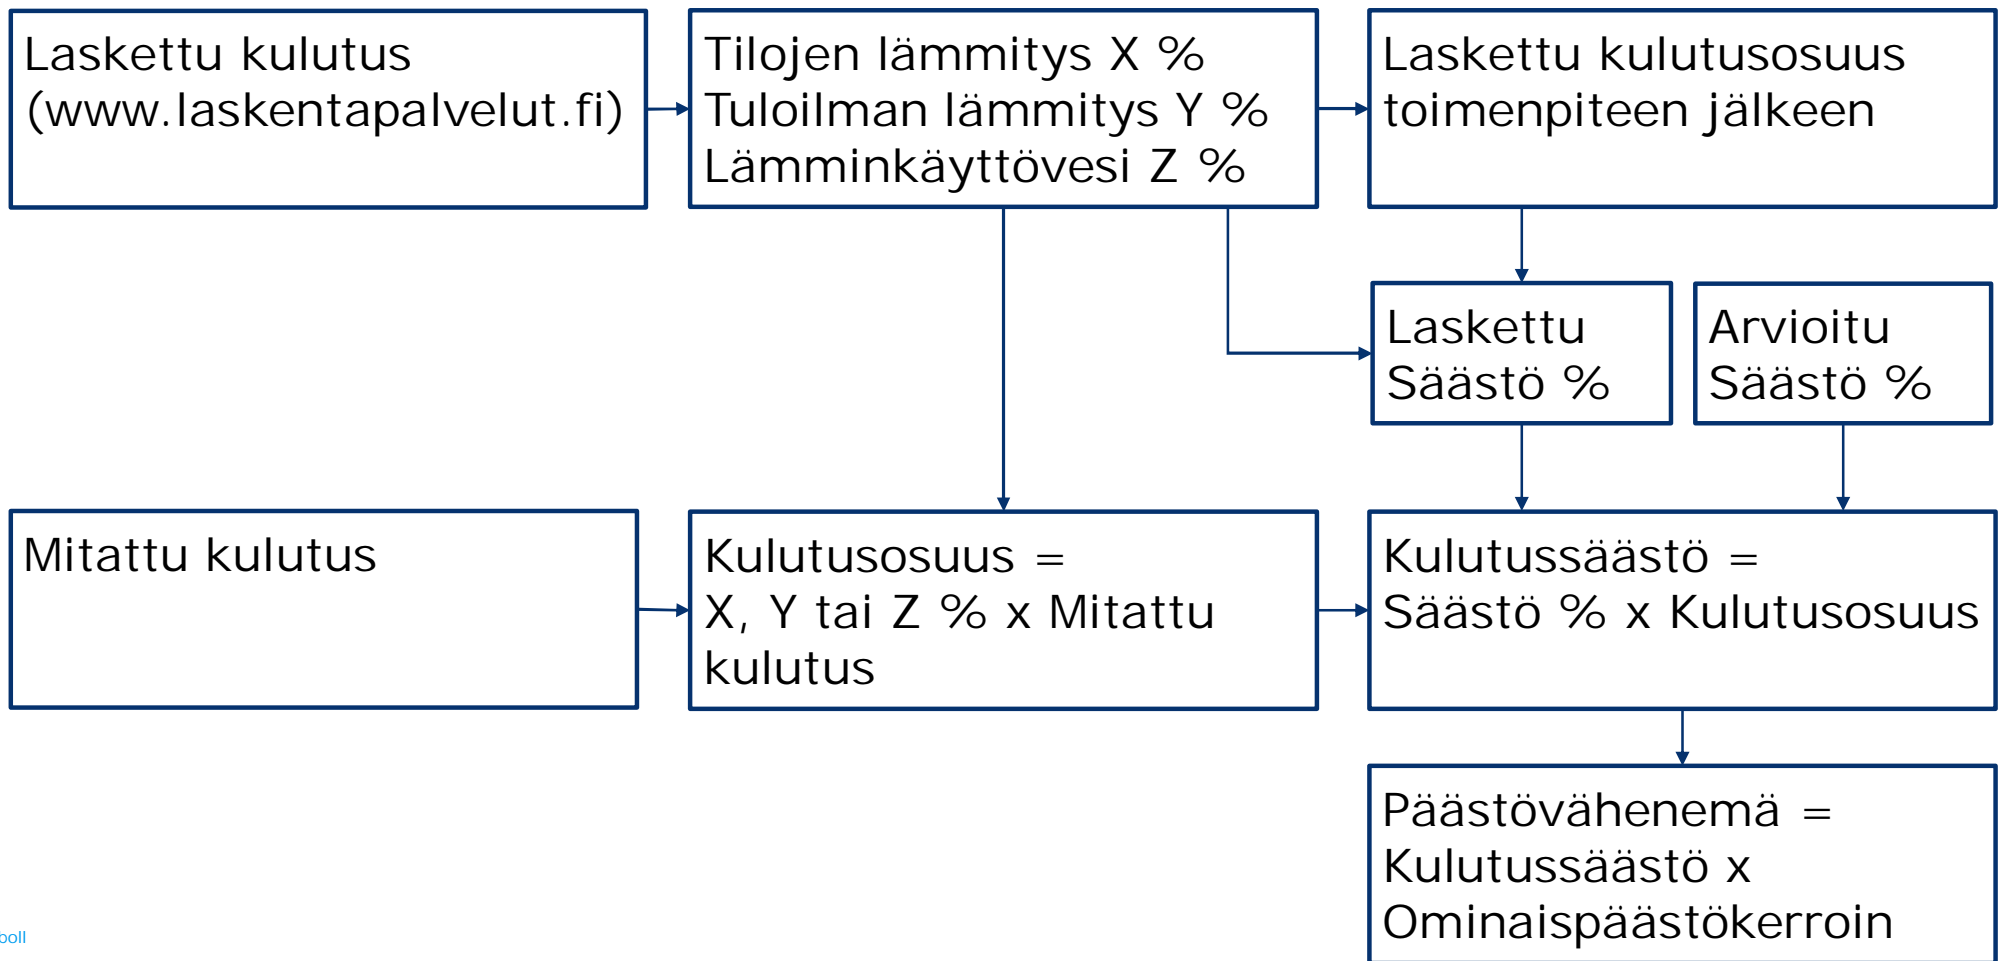 Laskettu kulutus
(www.laskentapalvelut.fi)
Tilojen lämmitys X %
Tuloilman lämmitys Y %
Lämminkäyttövesi Z %
Laskettu kulutusosuus
toimenpiteen jälkeen
Laskettu
Säästö %
Arvioitu
Säästö %
Mitattu kulutus
Kulutusosuus =
X, Y tai Z % x Mitattu
kulutus
Kulutussäästö =
Säästö % x Kulutusosuus
Päästövähenemä =
Kulutussäästö x
Ominaispäästökerroin
boll